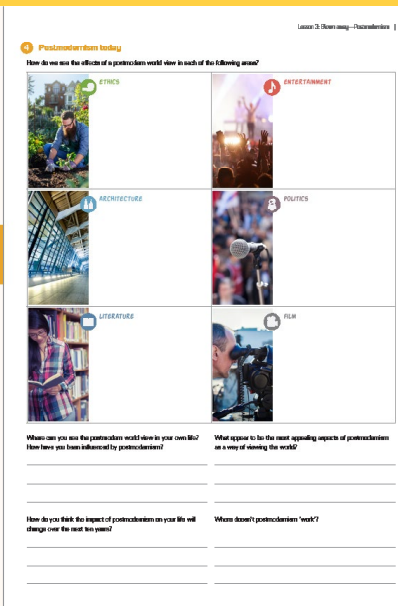 Lesson 3: Blown away—Postmodernism |
4 Postmodernism today
How do we see the effects of a postmodern world view in each of the following areas?
ETHICS
ENTERTAINMENT
ARCHITECTURE
POLITICS
LITERATURE
FILM
Where can you see the postmodern world view in your own life?
How have you been influenced by postmodernism?
What appear to be the most appealing aspects of postmodernism
as a way of viewing the world?
How do you think the impact of postmodernism on your life will
change over the next ten years?
Where doesn't postmodernism 'work'?